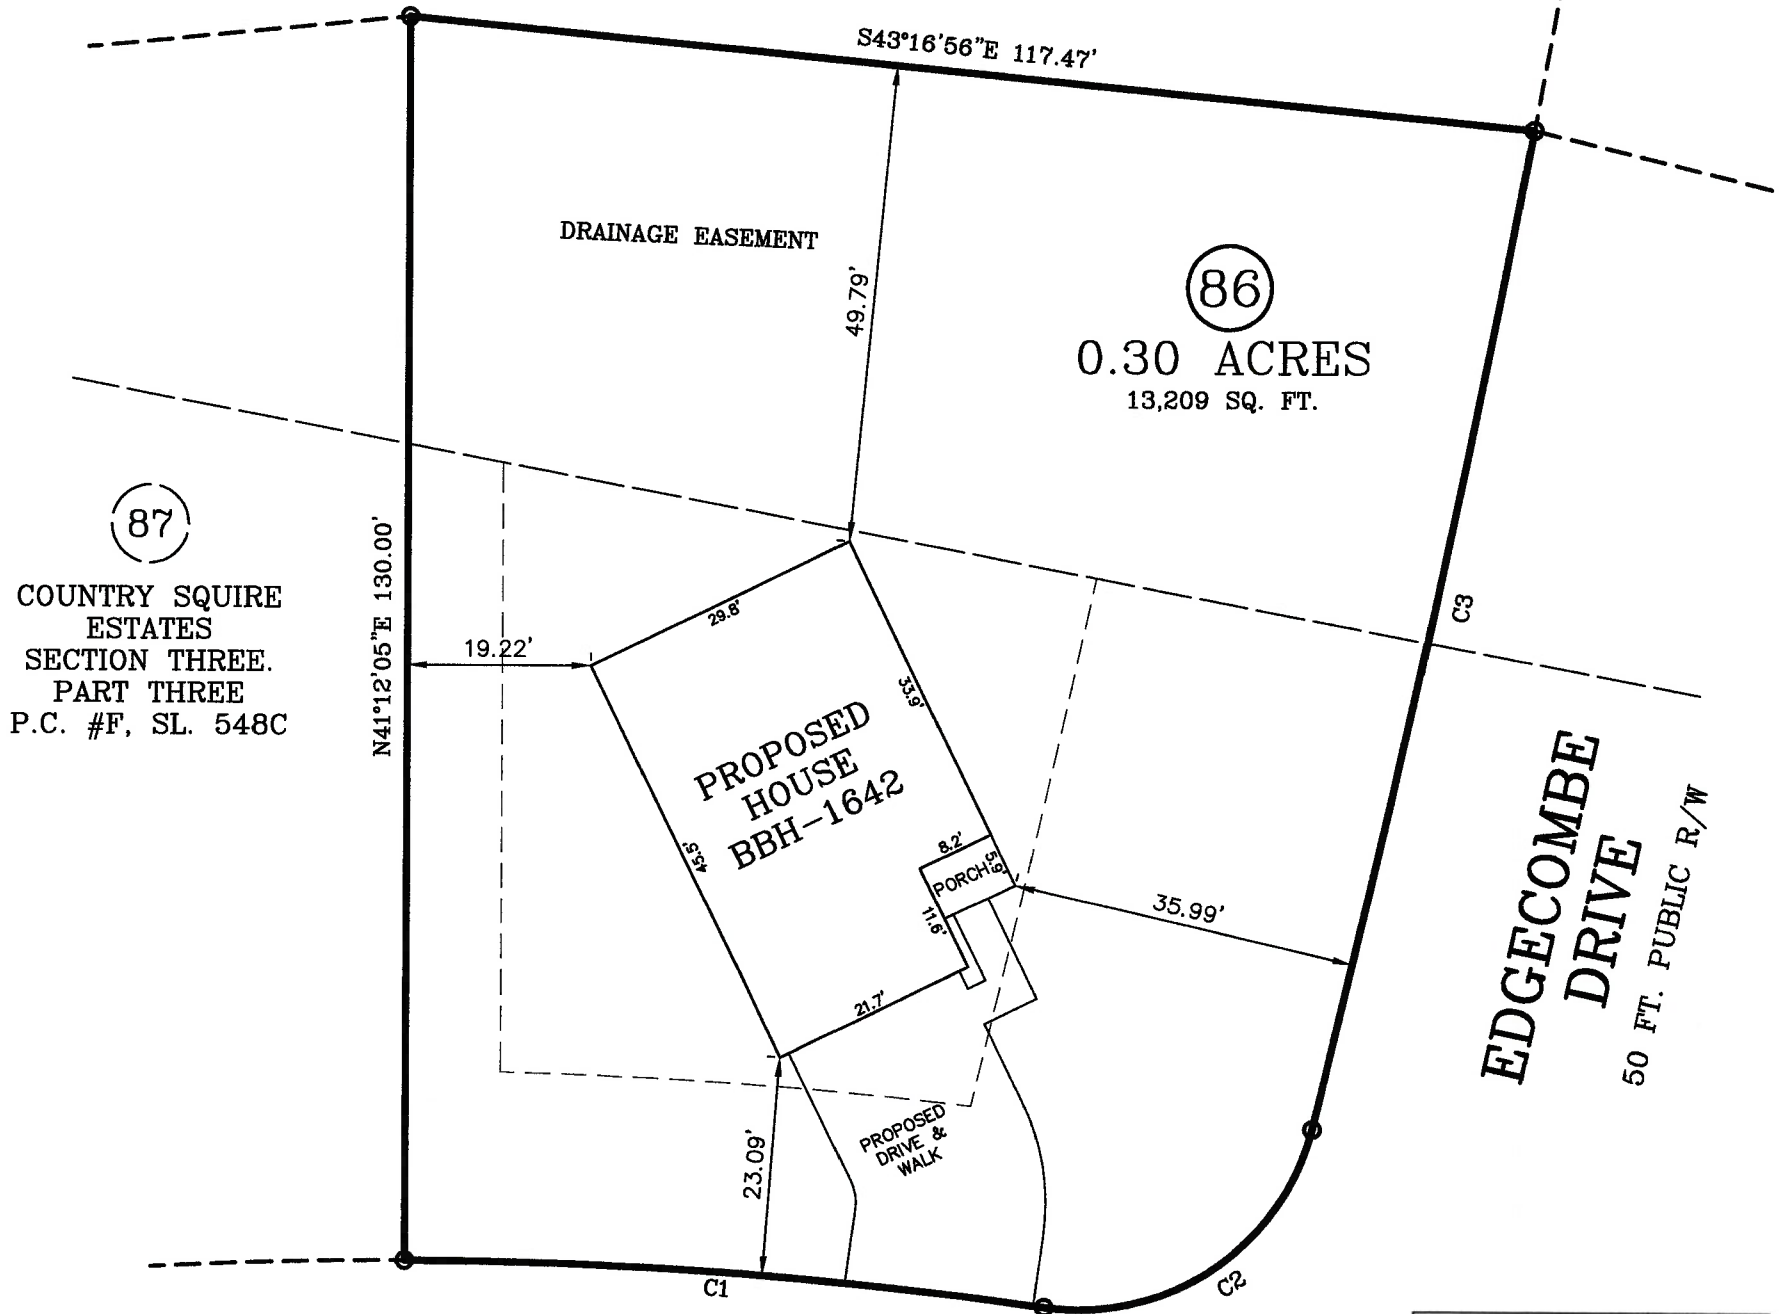 S43°16'56"E 117.47'
DRAINAGE EASEMENT
49.79'
86
0.30 ACRES
13,209 SQ. FT.
87
COUNTRY SQUIRE
ESTATES
SECTION THREE.
PART THREE
P.C. #F, SL. 548C
N41°12'05"E 130.00'
19.22'
29.8'
33.9'
C3
PROPOSED
HOUSE
BBH-1642
45.5'
8.2'
5.9'
PORCH
11.6'
35.99'
21.7'
EDGECOMBE
DRIVE
50 FT. PUBLIC R/W
23.09'
PROPOSED
DRIVE &
WALK
C1
C2